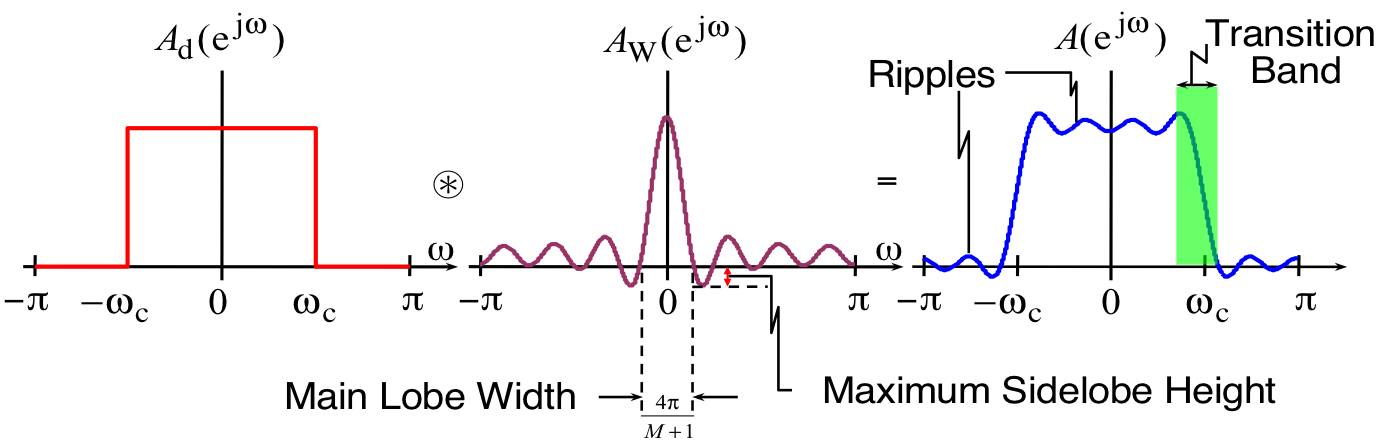 A_d(e^{jω})
A_W(e^{jω})
A(e^{jω})
Transition
Band
Ripples
⊛
=
ω
ω
−π
−ω_c
0
ω_c
π
−π
0
π
−π
−ω_c
0
ω_c
π
Main Lobe Width
4π
M+1
Maximum Sidelobe Height